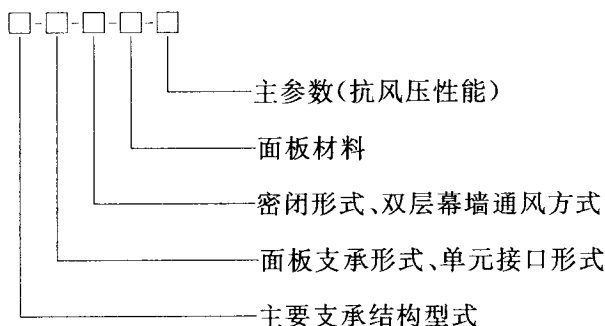 □-□-□-□-□
主参数(抗风压性能)
面板材料
密闭形式、双层幕墙通风方式
面板支承形式、单元接口形式
主要支承结构型式